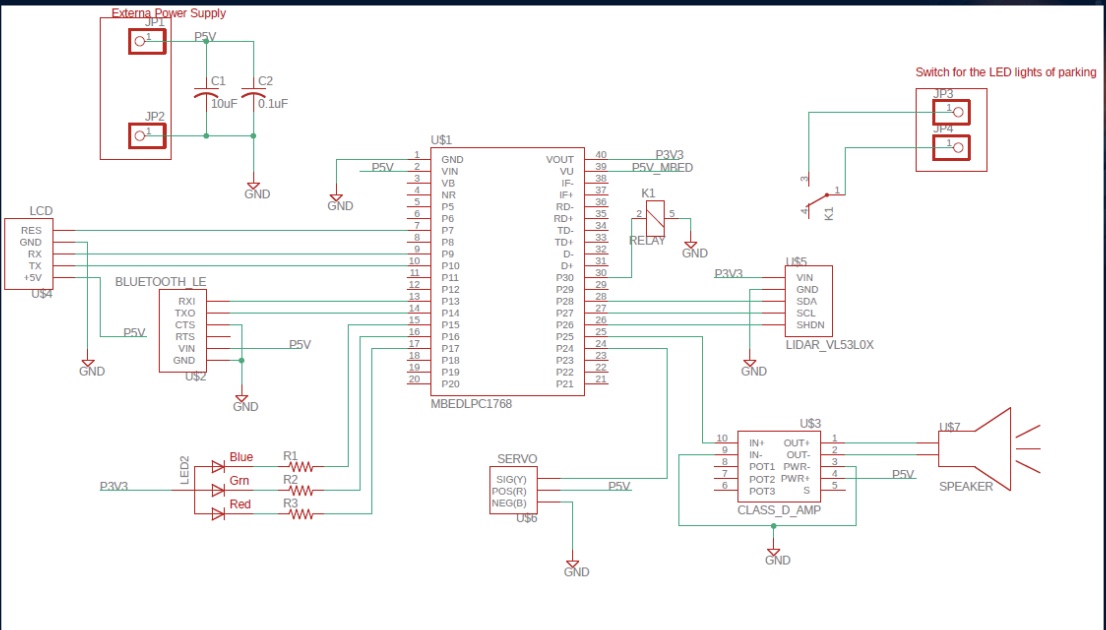 Externa Power Supply
JP1
1
P5V
C1
10uF
C2
0.1uF
JP2
1
GND
Switch for the LED lights of parking
JP3
1
JP4
1
3
4
1
K1
U$1
1 GND VOUT 40 P3V3
P5V 2 VIN VU 39 P5V_MBED
3 VB IF- 38
4 NR IF+ 37
5 P5 RD- 36
6 P6 RD+ 35
7 P7 TD- 34
8 P8 TD+ 33
9 P9 D- 32
10 P10 D+ 31
11 P11 P30 30
12 P12 P29 29
13 P13 P28 28
14 P14 P27 27
15 P15 P26 26
16 P16 P25 25
17 P17 P24 24
18 P18 P23 23
19 P19 P22 22
20 P20 P21 21
MBEDLPC1768
GND
K1
2
5
RELAY
GND
LCD
RES
GND
RX
TX
+5V
U$4
P5V
GND
BLUETOOTH_LE
RXI
TXO
CTS
RTS
VIN
GND
U$2
P5V
GND
U$5
P3V3
VIN
GND
SDA
SCL
SHDN
LIDAR_VL53L0X
GND
P3V3
LED2
Blue
R1
Grn
R2
Red
R3
SERVO
SIG(Y)
POS(R)
NEG(B)
U$6
P5V
GND
U$3
10 IN+ OUT+ 1
9 IN- OUT- 2
8 POT1 PWR- 3
7 POT2 PWR+ 4
6 POT3 S 5
CLASS_D_AMP
P5V
GND
U$7
SPEAKER